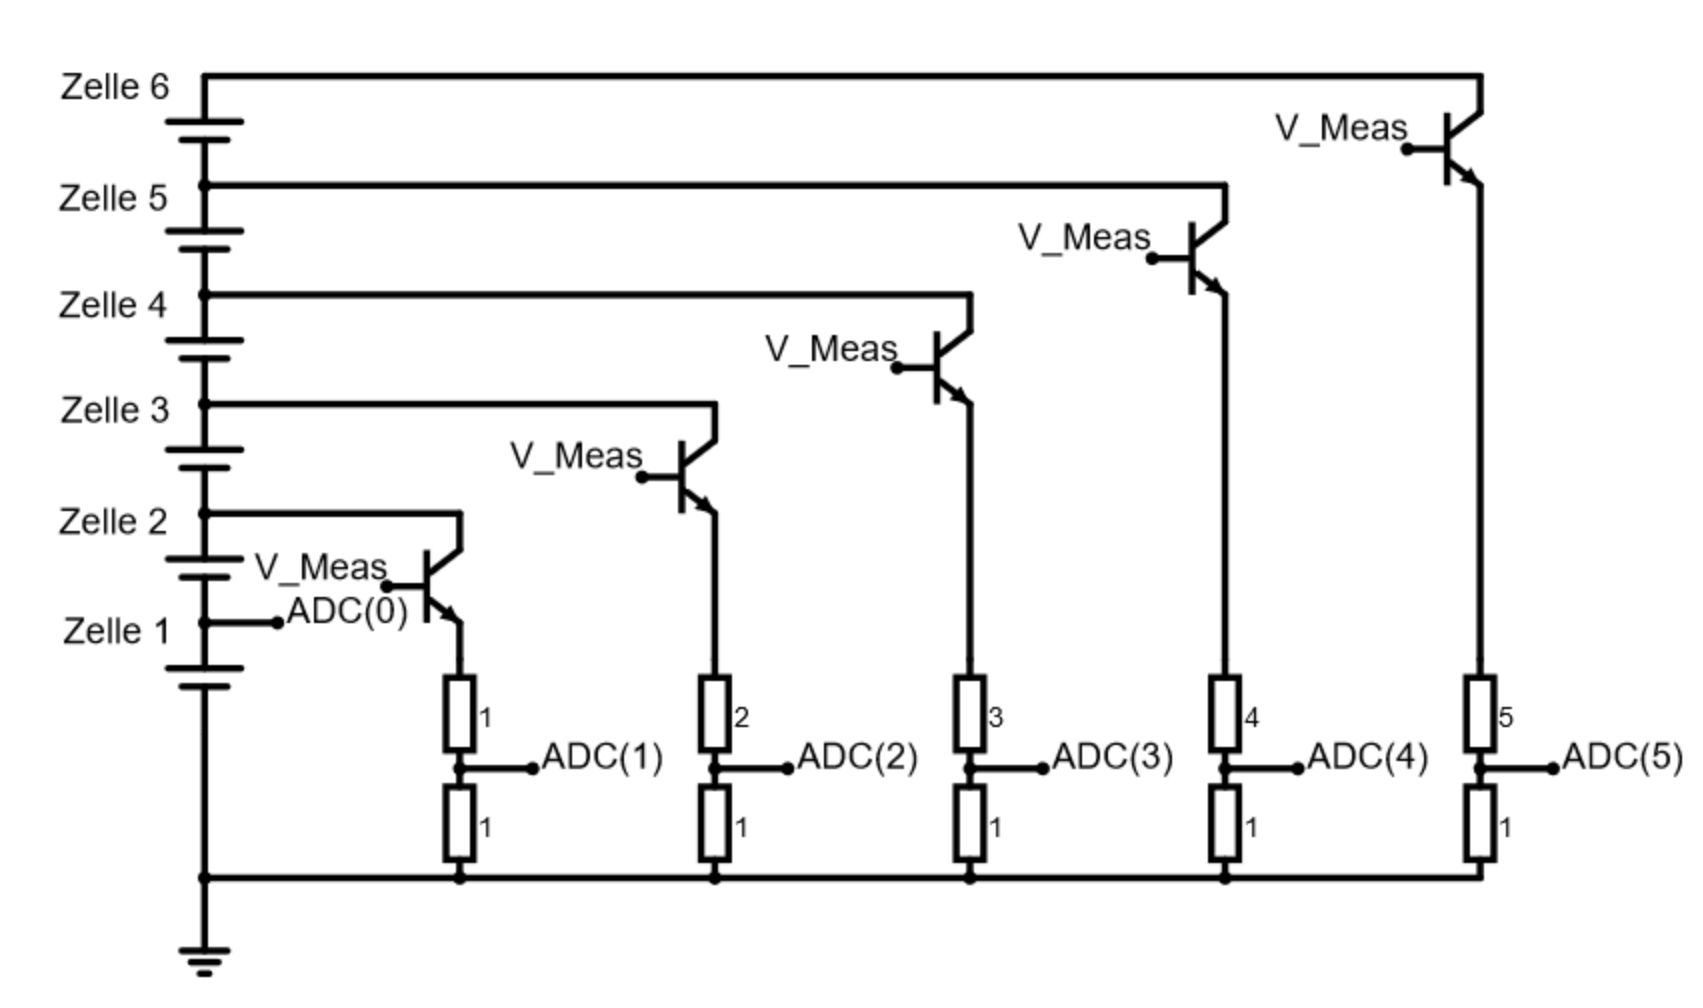 Zelle 6
V_Meas
Zelle 5
V_Meas
Zelle 4
V_Meas
Zelle 3
V_Meas
Zelle 2
V_Meas
ADC(0)
Zelle 1
1
2
3
4
5
ADC(1)
ADC(2)
ADC(3)
ADC(4)
ADC(5)
1
1
1
1
1